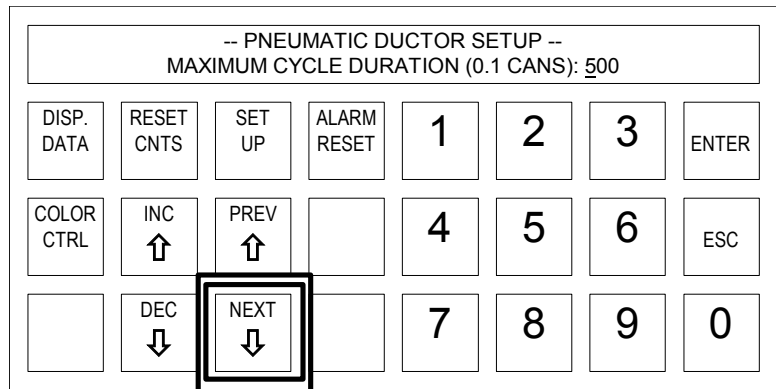 -- PNEUMATIC DUCTOR SETUP --
MAXIMUM CYCLE DURATION (0.1 CANS): 500
DISP. DATA
RESET CNTS
SET UP
ALARM RESET
1
2
3
ENTER
COLOR CTRL
INC
PREV
4
5
6
ESC
DEC
NEXT
7
8
9
0